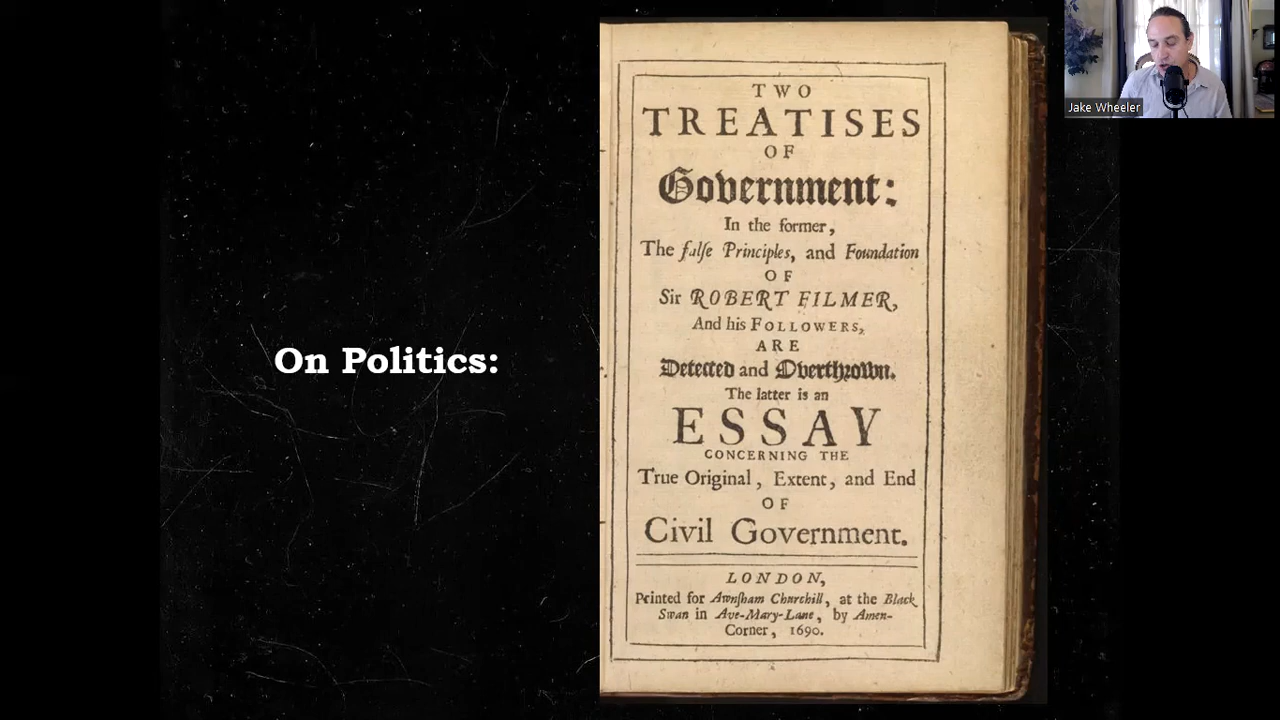 On Politics:
TWO
TREATISES
OF
Government:
In the former,
The falſe Principles, and Foundation
OF
Sir ROBERT FILMER,
And his FOLLOWERS,
ARE
Detected and Overthrown.
The latter is an
ESSAY
CONCERNING THE
True Original, Extent, and End
OF
Civil Government.
LONDON,
Printed for Awnſham Churchill, at the Black
Swan in Ave-Mary-Lane, by Amen-
Corner, 1690.
Jake Wheeler